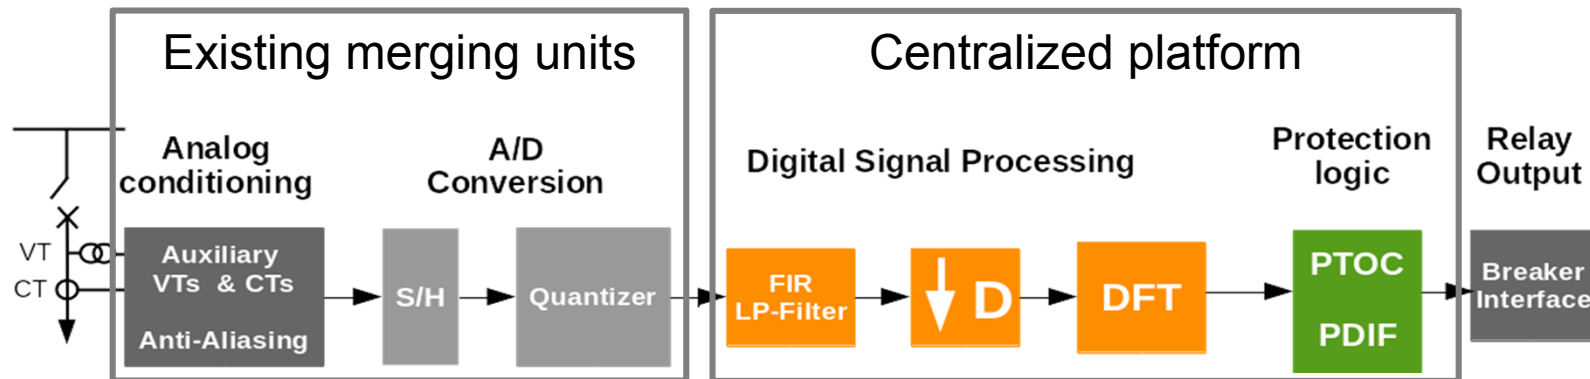 Existing merging units
Centralized platform
Analog
conditioning
A/D
Conversion
Digital Signal Processing
Protection
logic
Relay
Output
VT
CT
Auxiliary
VTs & CTs
Anti-Aliasing
S/H
Quantizer
FIR
LP-Filter
D
DFT
PTOC
PDIF
Breaker
Interface